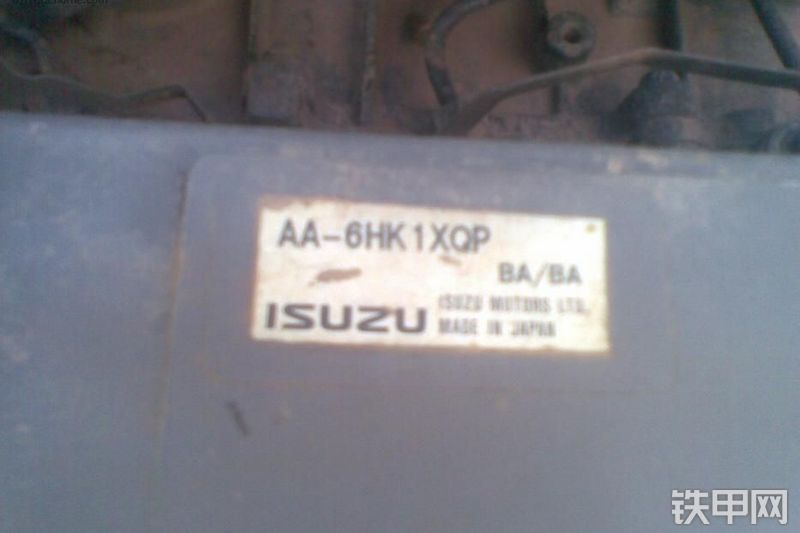 AA-6HK1XQP
BA/BA
ISUZU
ISUZU MOTORS LTD.
MADE IN JAPAN
铁甲网